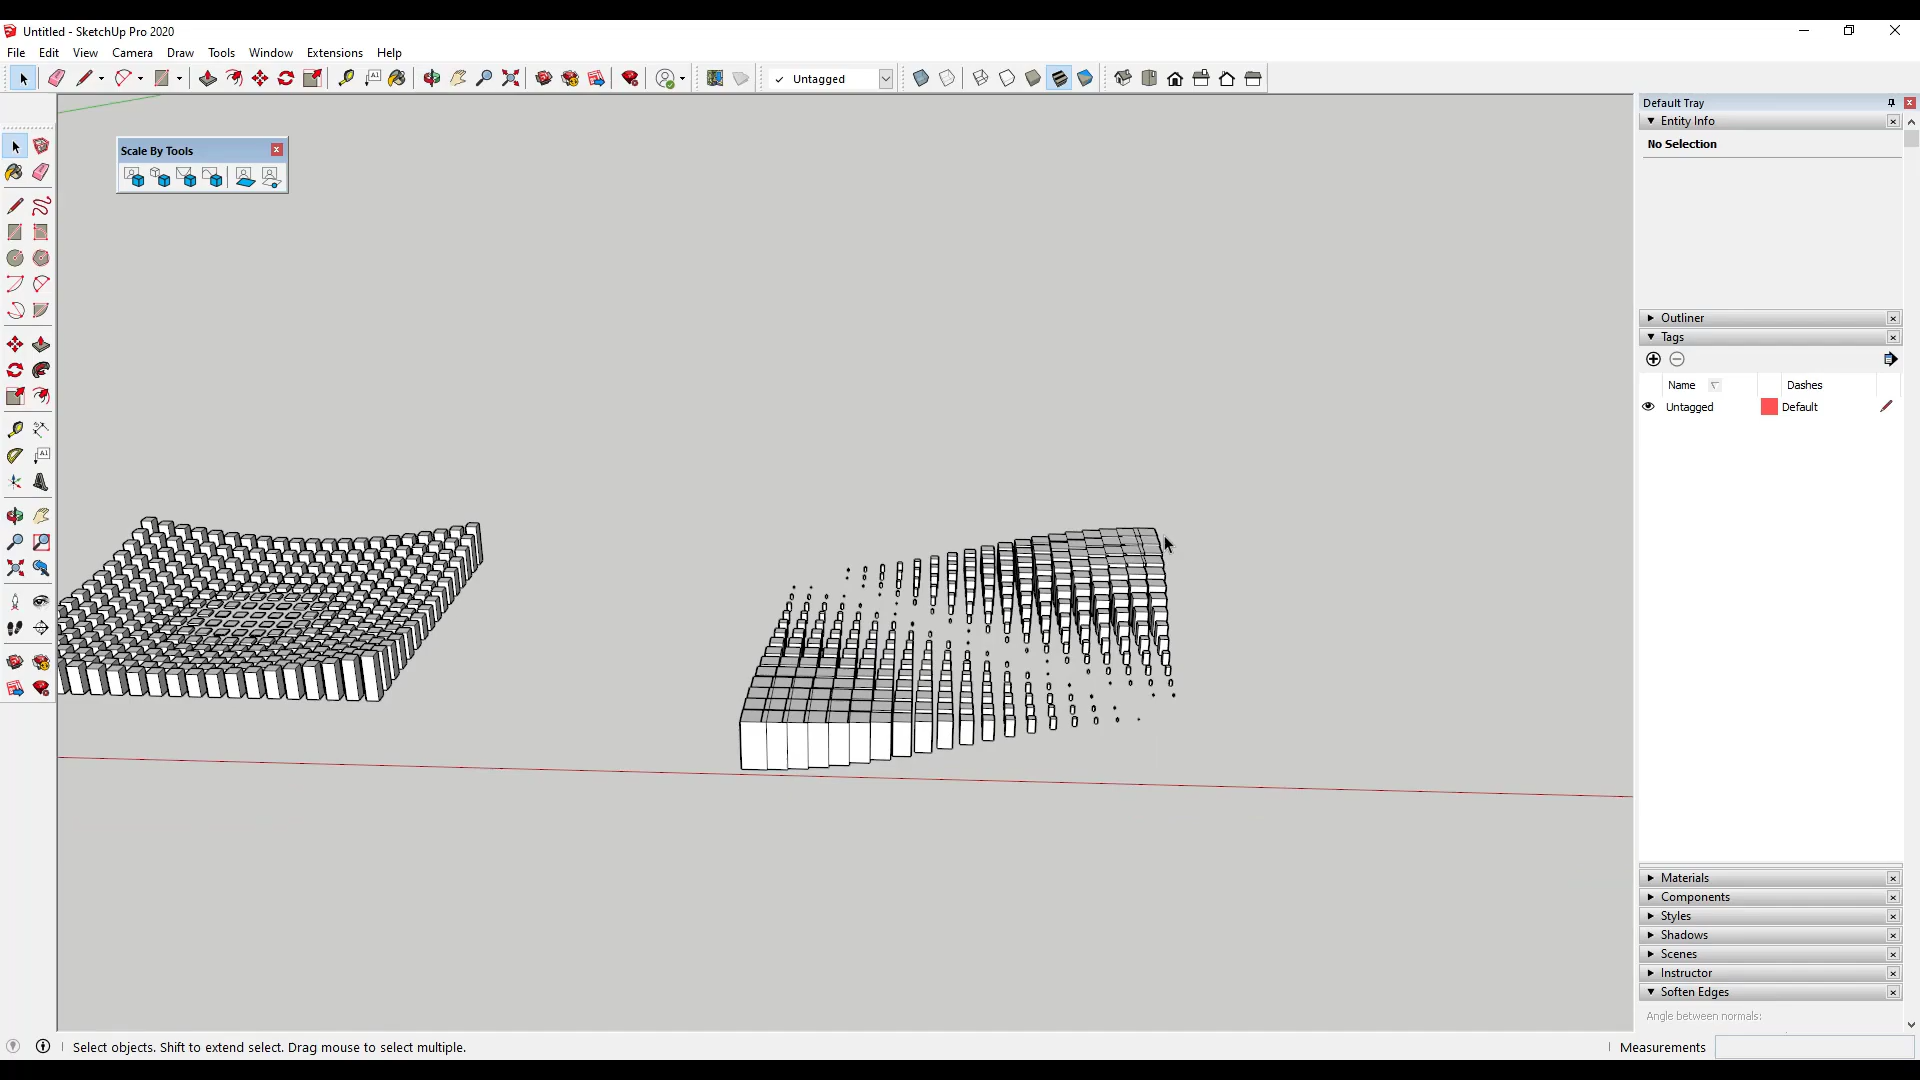 Untitled - SketchUp Pro 2020
File Edit View Camera Draw Tools Window Extensions Help
Untagged
Scale By Tools
Default Tray
Entity Info
No Selection
Outliner
Tags
Name Dashes
Untagged Default
Materials
Components
Styles
Shadows
Scenes
Instructor
Soften Edges
Angle between normals:
Select objects. Shift to extend select. Drag mouse to select multiple.
Measurements